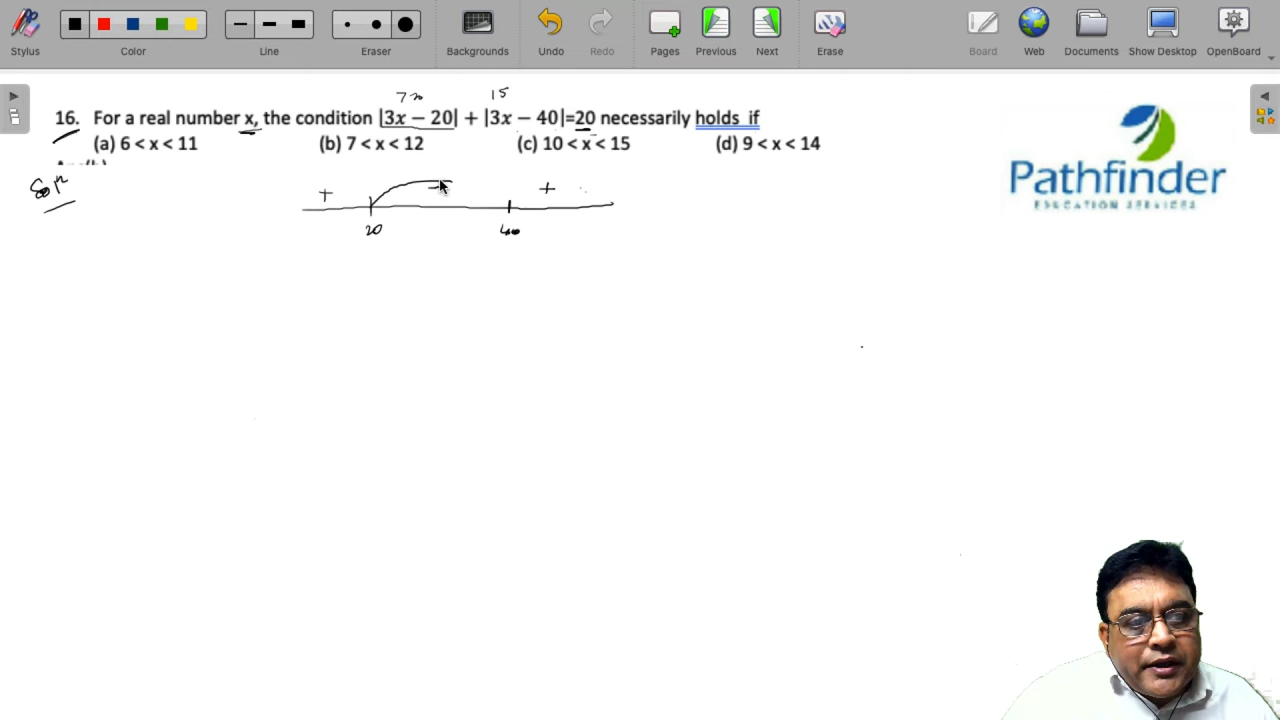 Stylus Color Line Eraser Backgrounds Undo Redo Pages Previous Next Erase Board Web Documents Show Desktop OpenBoard
15
16. For a real number x, the condition |3x − 20| + |3x − 40|=20 necessarily holds if
(a) 6 < x < 11 (b) 7 < x < 12 (c) 10 < x < 15 (d) 9 < x < 14
Pathfinder
EDUCATION SERVICES
Solⁿ
+ − +
20 40